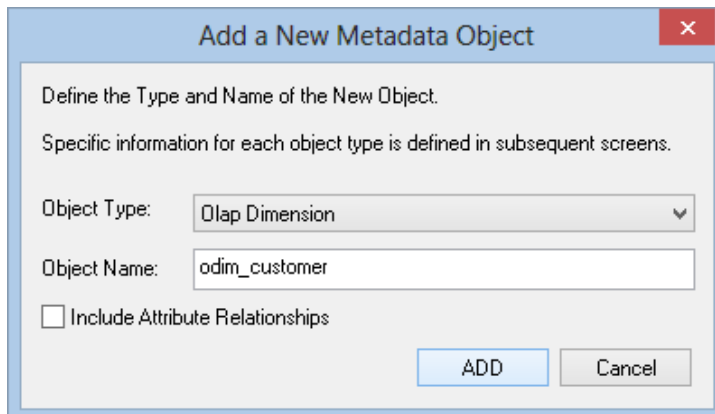 Add a New Metadata Object
Define the Type and Name of the New Object.
Specific information for each object type is defined in subsequent screens.
Object Type: Olap Dimension
Object Name: odim_customer
Include Attribute Relationships
ADD Cancel